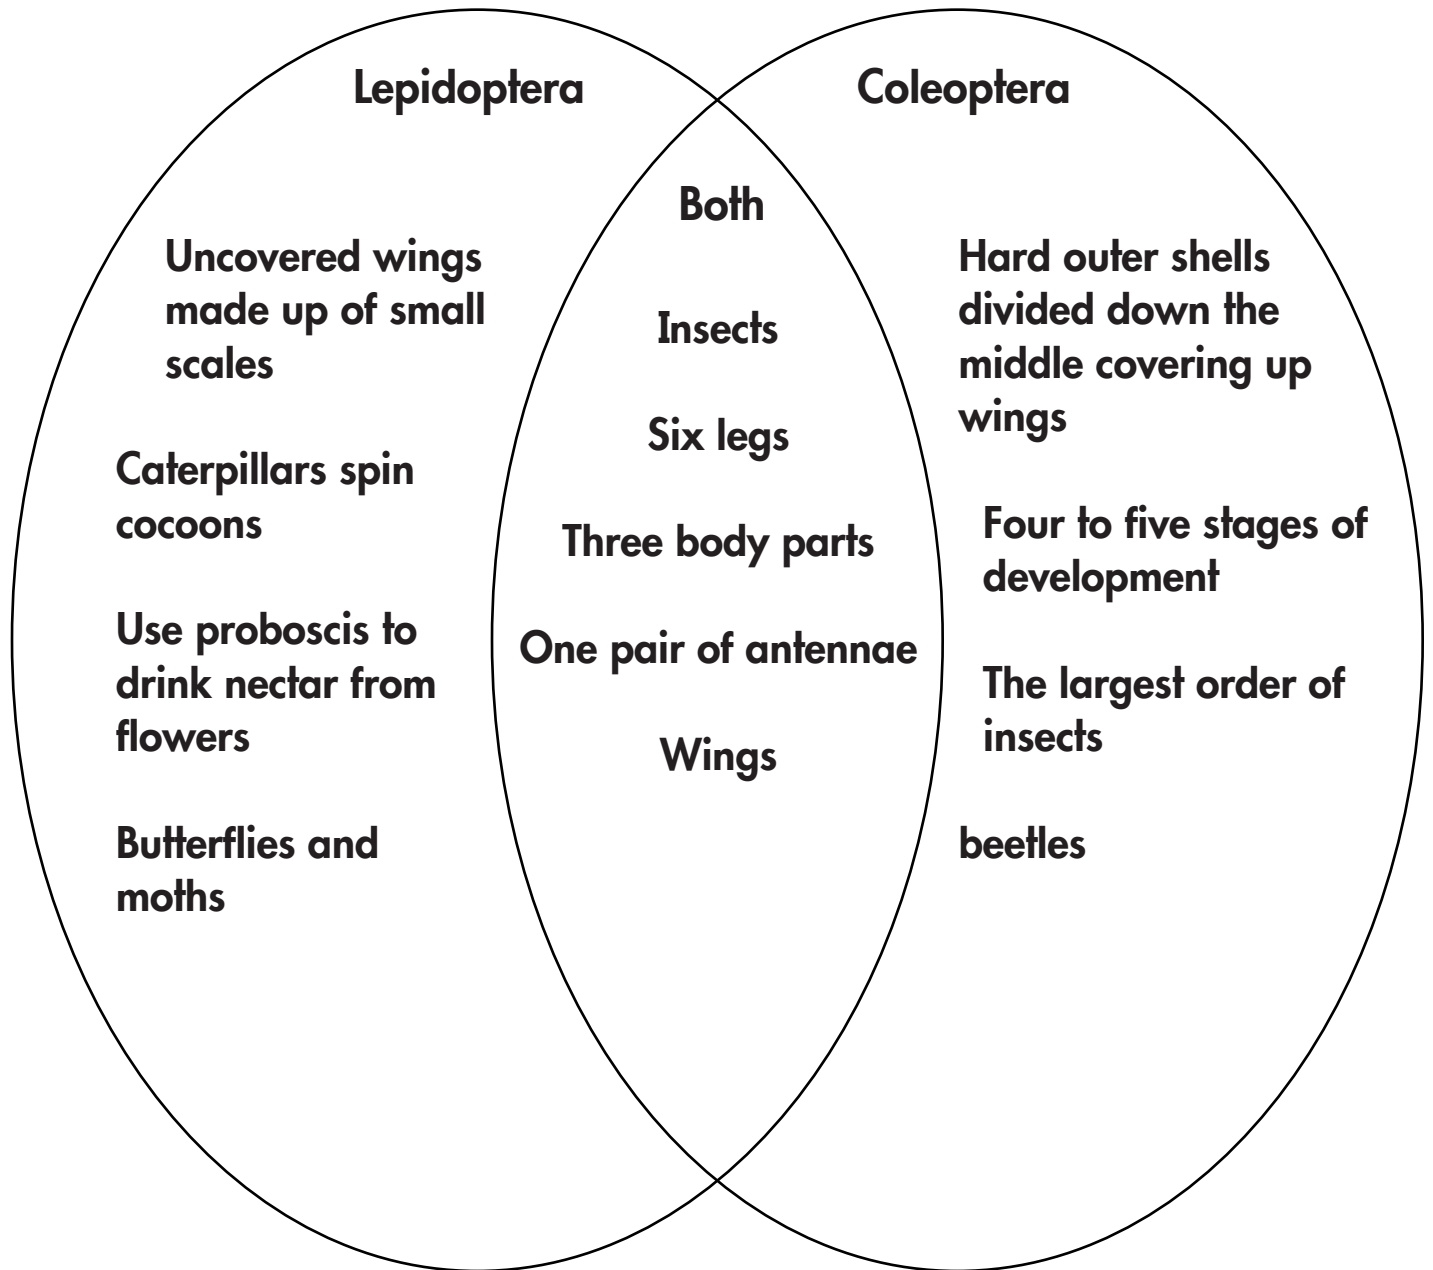 Lepidoptera
Uncovered wings
made up of small
scales
Caterpillars spin
cocoons
Use proboscis to
drink nectar from
flowers
Butterflies and
moths
Both
Insects
Six legs
Three body parts
One pair of antennae
Wings
Coleoptera
Hard outer shells
divided down the
middle covering up
wings
Four to five stages of
development
The largest order of
insects
beetles